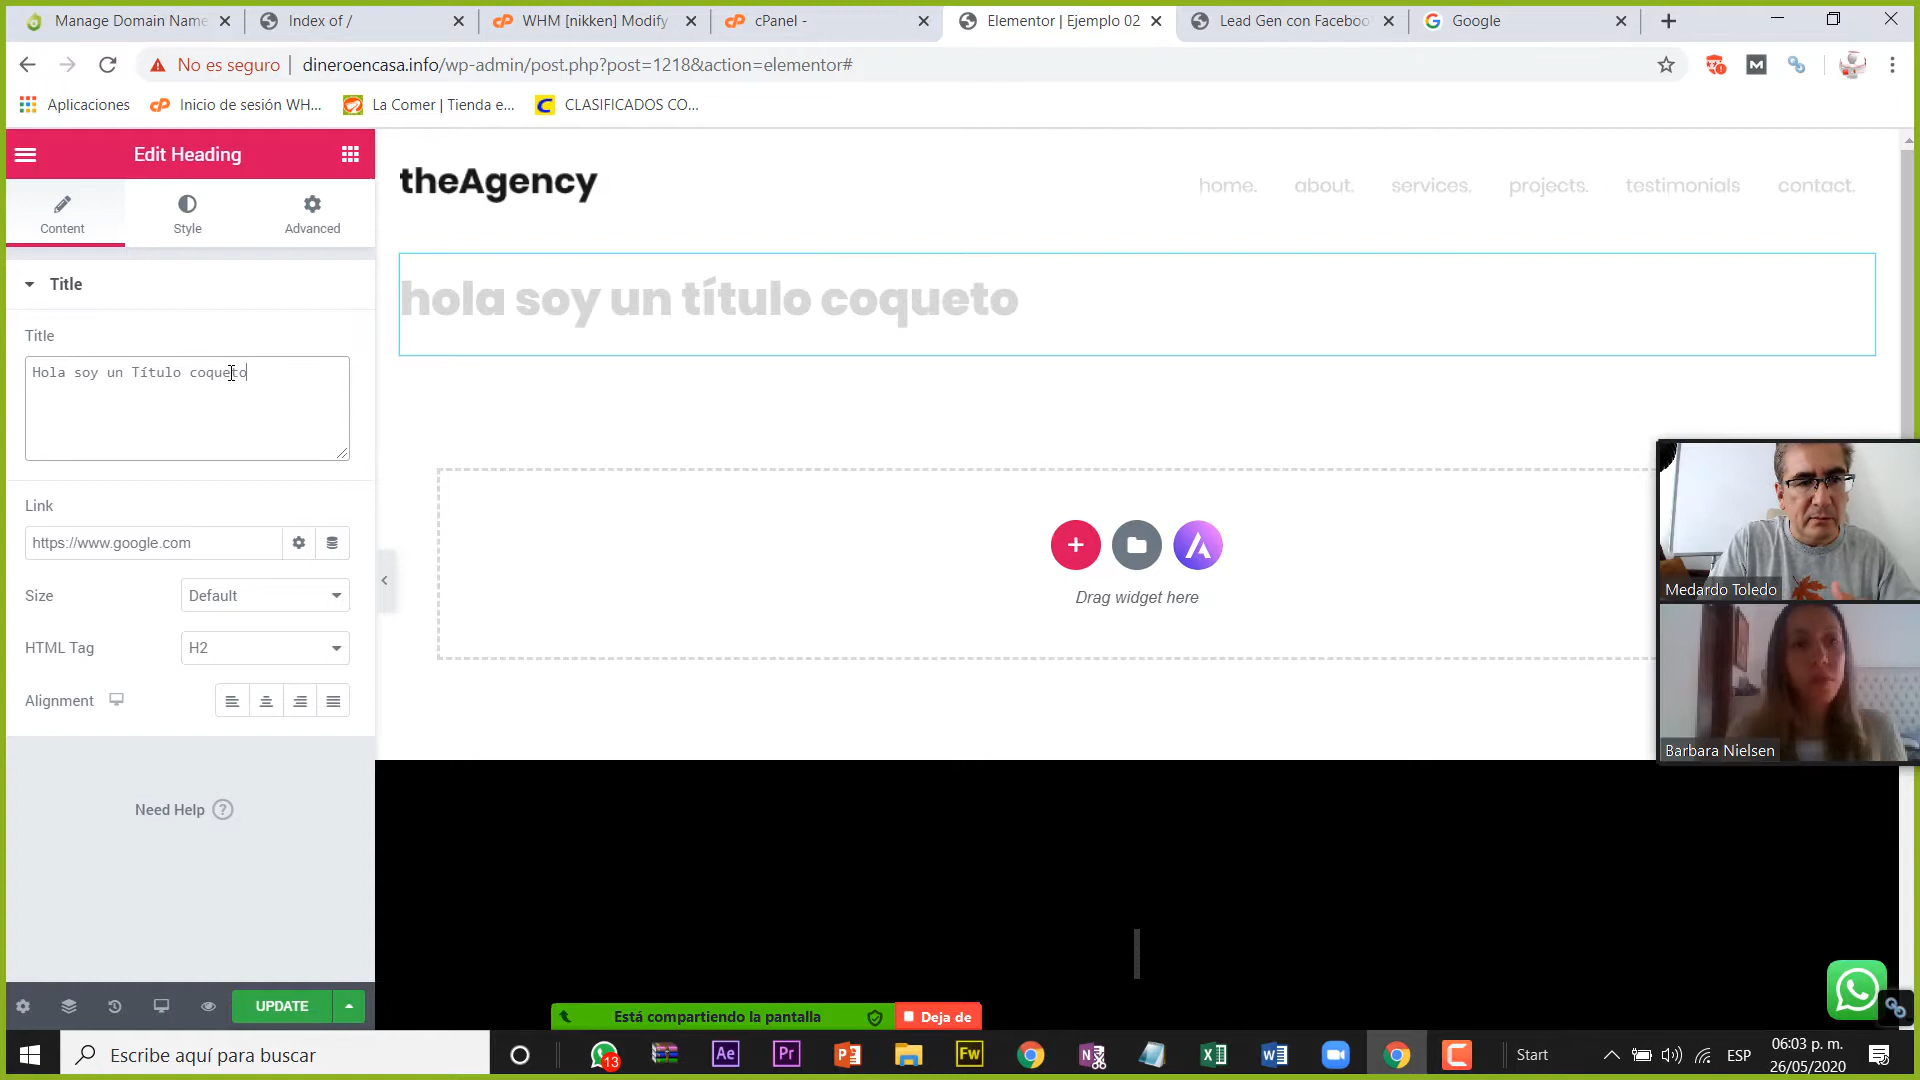 Manage Domain Name
Index of /
WHM [nikken] Modify
cPanel -
Elementor | Ejemplo 02
Lead Gen con Faceboo
Google
No es seguro
dineroencasa.info/wp-admin/post.php?post=1218&action=elementor#
Aplicaciones
Inicio de sesión WH...
La Comer | Tienda e...
CLASIFICADOS CO...
Edit Heading
Content
Style
Advanced
Title
Title
Hola soy un Título coqueto
Link
https://www.google.com
Size
Default
HTML Tag
H2
Alignment
Need Help
UPDATE
theAgency
home.
about.
services.
projects.
testimonials
contact.
hola soy un título coqueto
Drag widget here
Medardo Toledo
Barbara Nielsen
Está compartiendo la pantalla
Deja de
Escribe aquí para buscar
13
Ae
Pr
Fw
Start
ESP
06:03 p. m.
26/05/2020